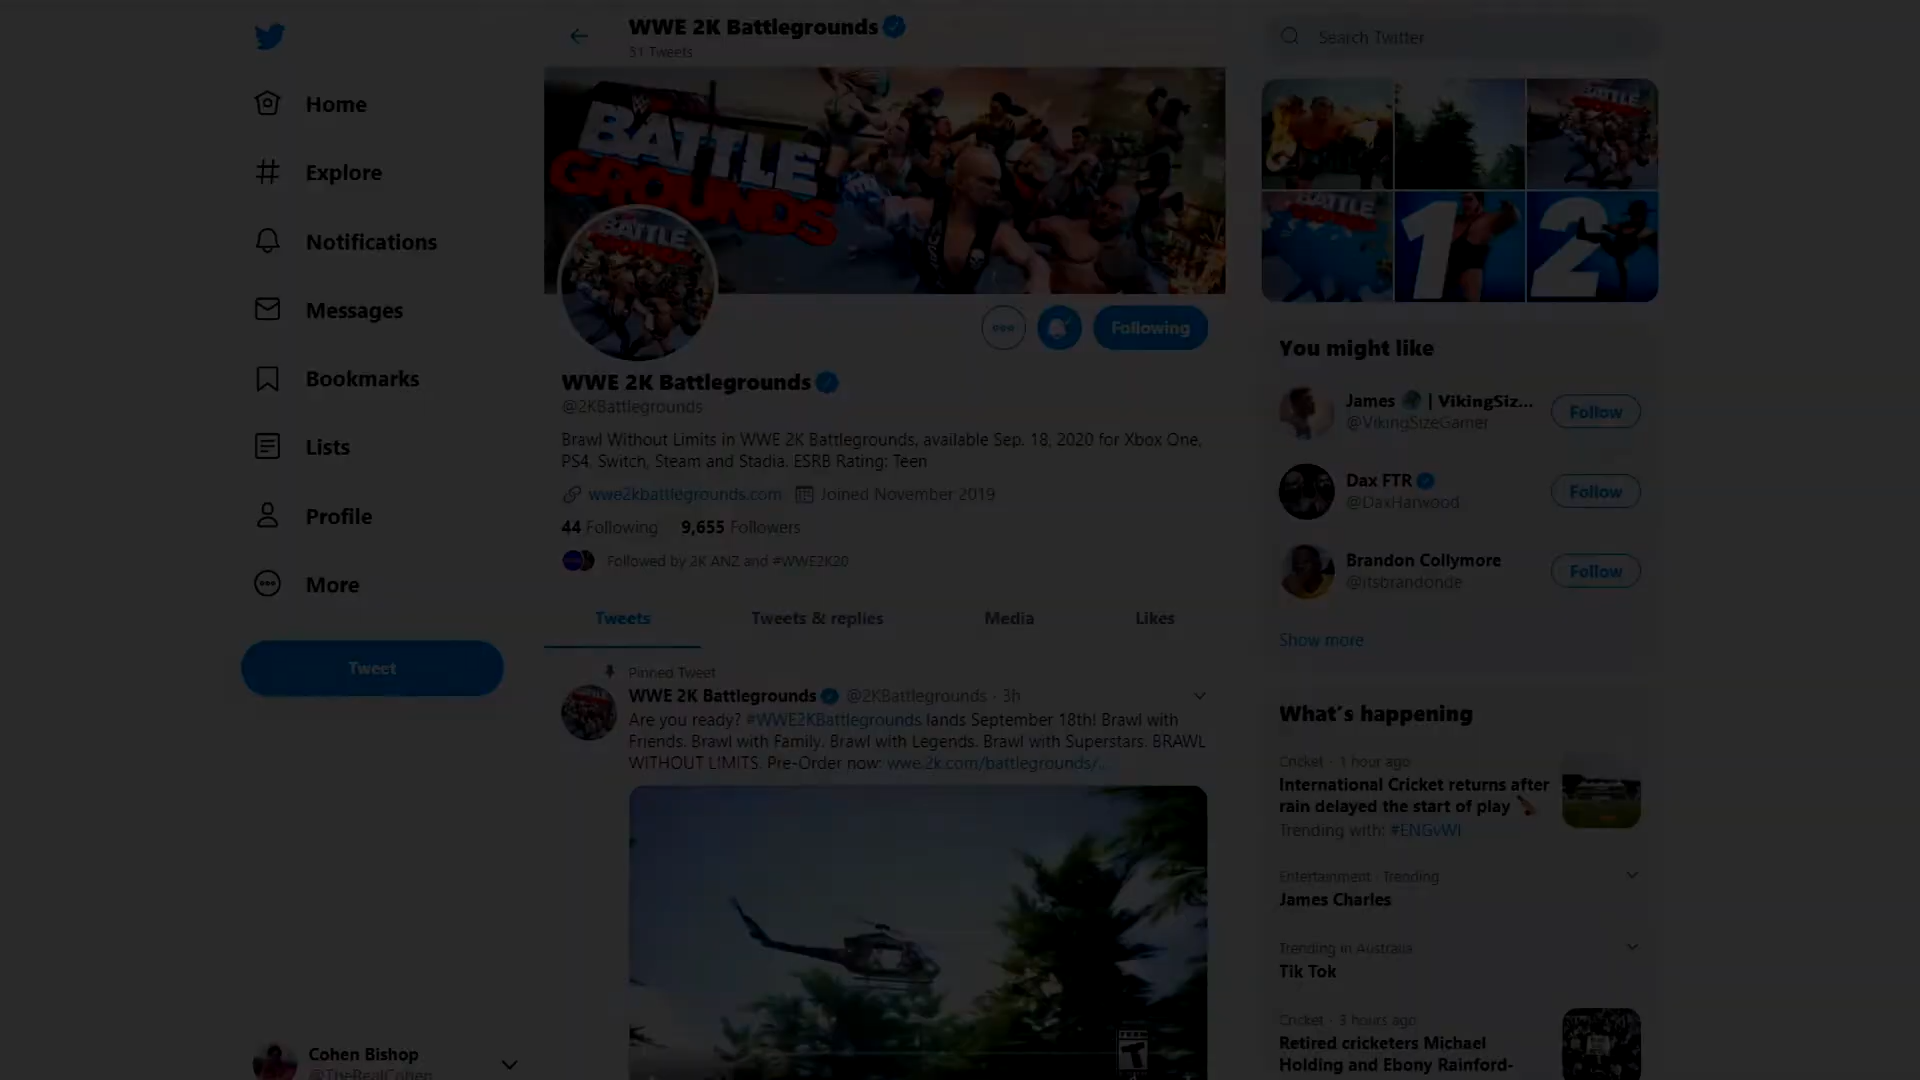 WWE 2K Battlegrounds
31 Tweets
Search Twitter
Home
Explore
Notifications
Messages
Bookmarks
Lists
Profile
More
Tweet
Cohen Bishop
@TheRealCohen
BATTLE
GROUNDS
BATTLE
Following
WWE 2K Battlegrounds
@2KBattlegrounds
Brawl Without Limits in WWE 2K Battlegrounds, available Sep. 18, 2020 for Xbox One,
PS4, Switch, Steam and Stadia. ESRB Rating: Teen
wwe2kbattlegrounds.com Joined November 2019
44 Following 9,655 Followers
Followed by 2K ANZ and #WWE2K20
Tweets Tweets & replies Media Likes
Pinned Tweet
WWE 2K Battlegrounds @2KBattlegrounds · 3h
Are you ready? #WWE2KBattlegrounds lands September 18th! Brawl with
Friends. Brawl with Family. Brawl with Legends. Brawl with Superstars. BRAWL
WITHOUT LIMITS. Pre-Order now: wwe.2k.com/battlegrounds/...
T
BATTLE
BATTLE
1
2
You might like
James | VikingSiz...
@VikingSizeGamer
Follow
Dax FTR
@DaxHarwood
Follow
Brandon Collymore
@itsbrandonde
Follow
Show more
What's happening
Cricket · 1 hour ago
International Cricket returns after
rain delayed the start of play
Trending with: #ENGvWI
Entertainment · Trending
James Charles
Trending in Australia
Tik Tok
Cricket · 3 hours ago
Retired cricketers Michael
Holding and Ebony Rainford-